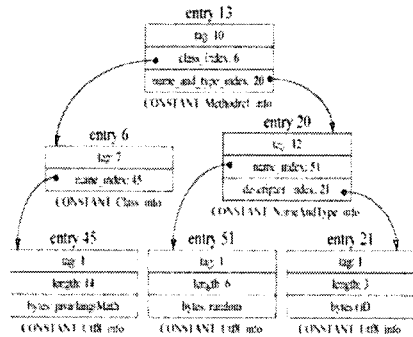 entry 13
tag: 10
class_index: 6
name_and_type_index: 20
CONSTANT_Methodref_info
entry 6
tag: 7
name_index: 45
CONSTANT_Class_info
entry 20
tag: 12
name_index: 51
descriptor_index: 21
CONSTANT_NameAndType_info
entry 45
tag: 1
length: 14
bytes: java/lang/Math
CONSTANT_Utf8_info
entry 51
tag: 1
length: 6
bytes: random
CONSTANT_Utf8_info
entry 21
tag: 1
length: 3
bytes: ()D
CONSTANT_Utf8_info